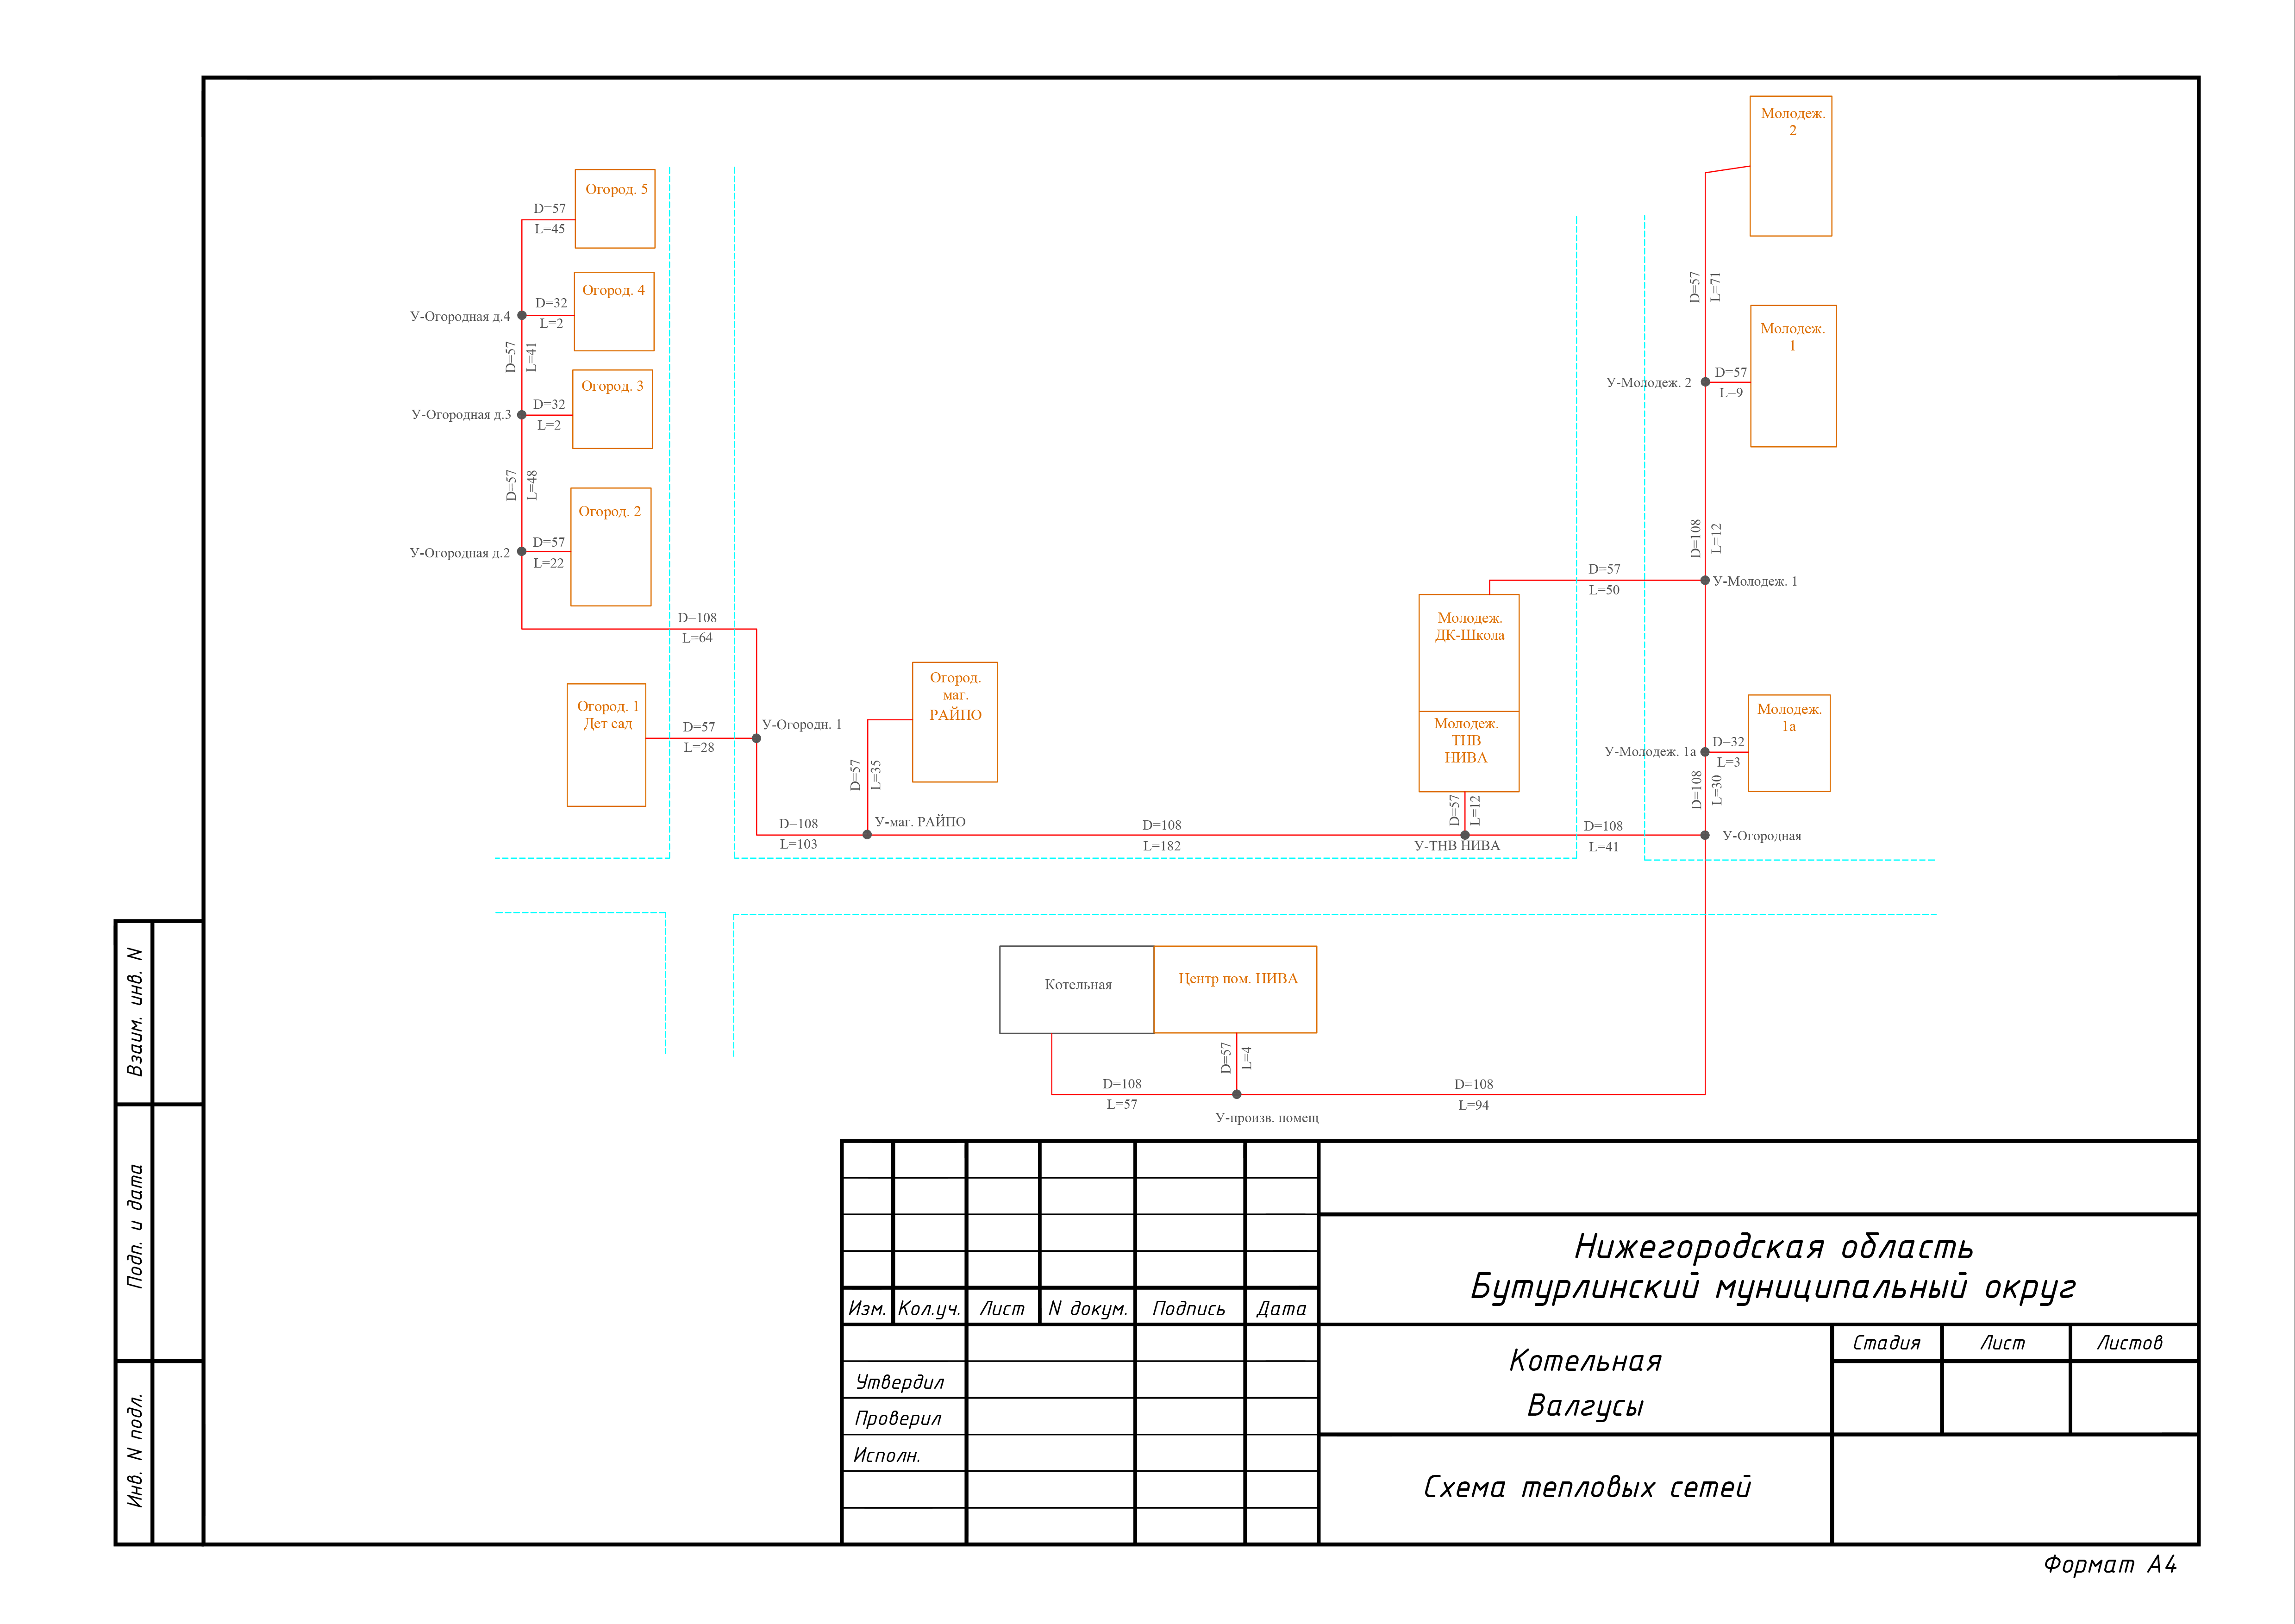 Молодеж.
2
Огород. 5
D=57
L=45
Огород. 4
D=32
L=2
У-Огородная д.4
D=57
L=41
D=57
L=71
Молодеж.
1
У-Молодеж. 2
D=57
L=9
Огород. 3
D=32
L=2
У-Огородная д.3
D=57
L=48
Огород. 2
D=57
L=22
У-Огородная д.2
D=108
L=12
D=57
L=50
У-Молодеж. 1
D=108
L=64
Молодеж.
ДК-Школа
Огород. 1
Дет сад
D=57
L=28
У-Огородн. 1
Огород.
маг.
РАЙПО
D=57
L=35
Молодеж.
ТНВ
НИВА
Молодеж.
1а
У-Молодеж. 1а
D=32
L=3
D=108
L=30
D=57
L=12
D=108
L=103
У-маг. РАЙПО
D=108
L=182
У-ТНВ НИВА
D=108
L=41
У-Огородная
Котельная
Центр пом. НИВА
D=57
L=4
D=108
L=57
D=108
L=94
У-произв. помещ
Взаим. инв. N
Подп. и дата
Инв. N подл.
Нижегородская область
Бутурлинский муниципальный округ
Изм. Кол.уч. Лист N докум. Подпись Дата
Котельная
Валгусы
Стадия Лист Листов
Утвердил
Проверил
Исполн.
Схема тепловых сетей
Формат А4